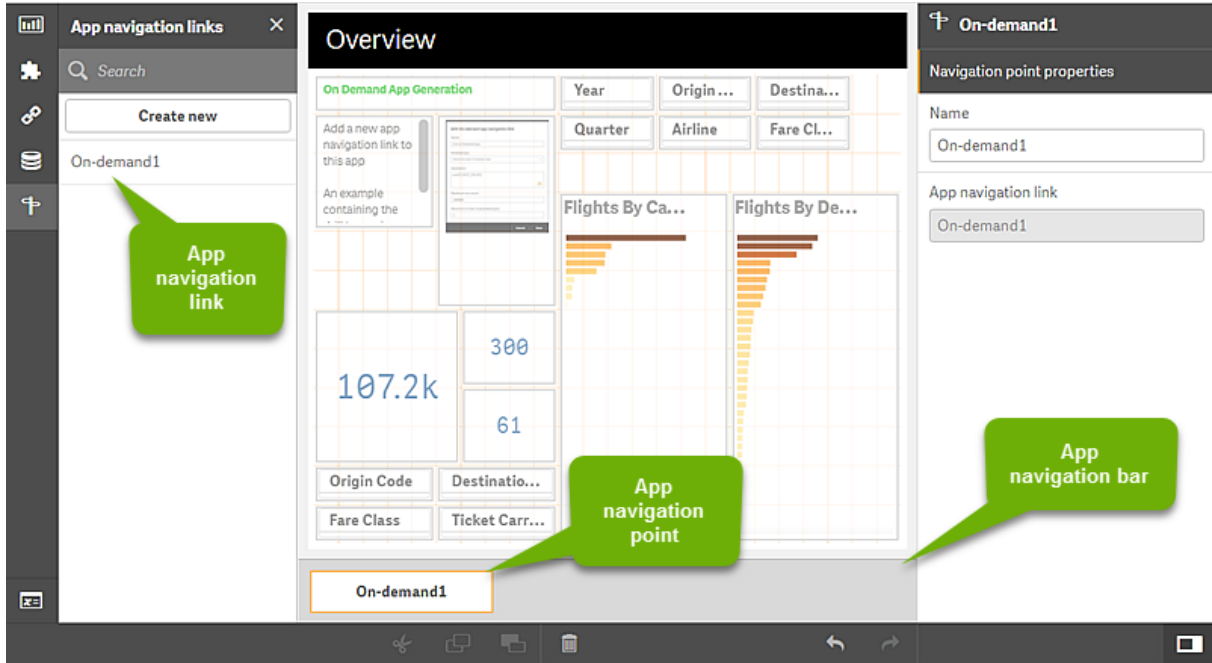 App navigation links
Search
Create new
On-demand1
App
navigation
link
Overview
On Demand App Generation
Add a new app
navigation link to
this app
An example
containing the
Year
Origin ...
Destina...
Quarter
Airline
Fare Cl...
Flights By Ca...
Flights By De...
107.2k
300
61
Origin Code
Destinatio...
Fare Class
Ticket Carr...
App
navigation
point
On-demand1
App
navigation bar
On-demand1
Navigation point properties
Name
On-demand1
App navigation link
On-demand1